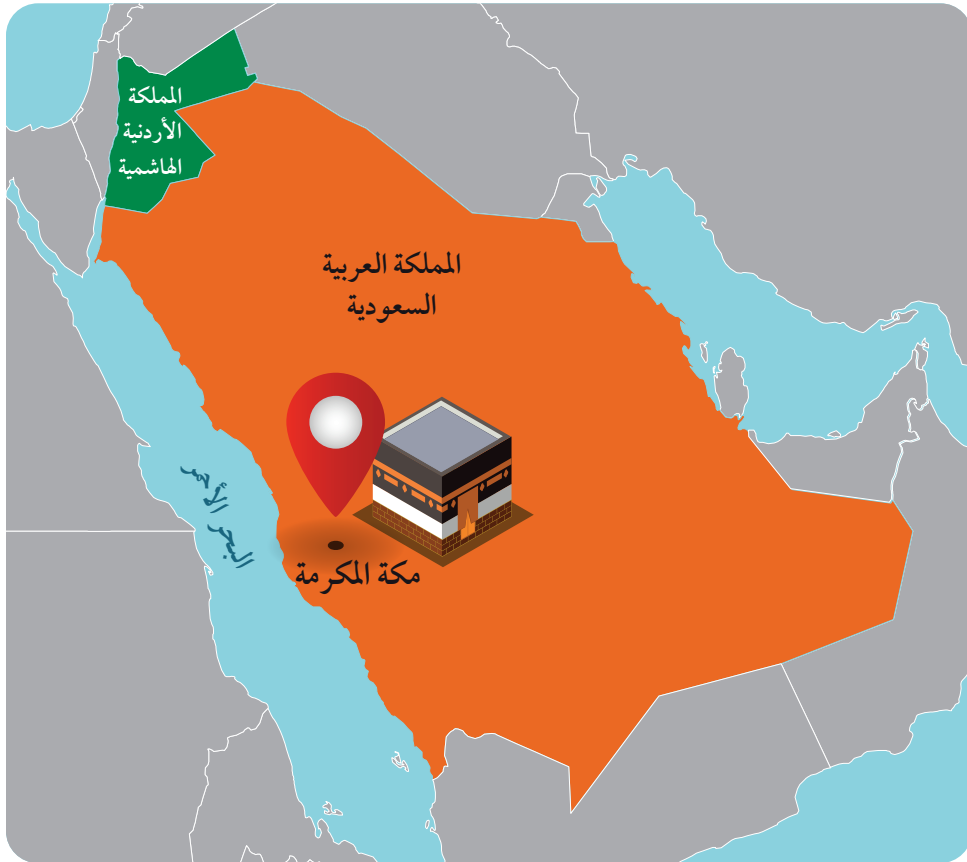 المملكة
الأردنية
الهاشمية
المملكة العربية
السعودية
البحر الأحمر
مكة المكرمة